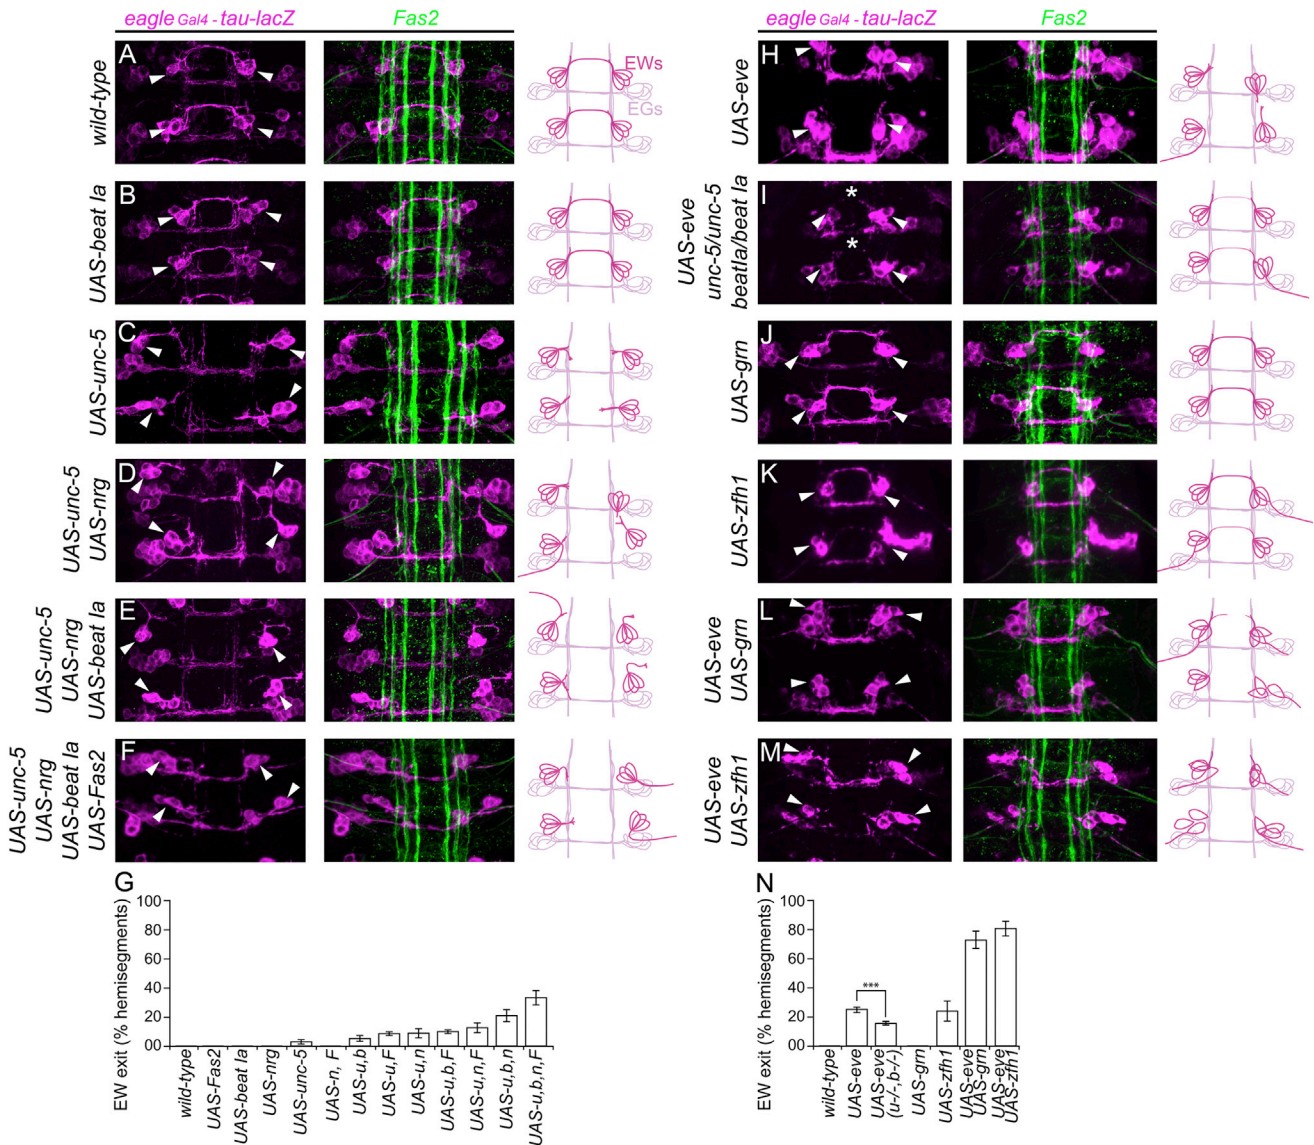 eagle Gal4 - tau-lacZ
Fas2
A
wild-type
EWs
EGs
B
UAS-beat Ia
C
UAS-unc-5
D
UAS-unc-5
UAS-nrg
E
UAS-unc-5
UAS-nrg
UAS-beat Ia
F
UAS-unc-5
UAS-nrg
UAS-beat Ia
UAS-Fas2
G
EW exit (% hemisegments)
100
80
60
40
20
00
wild-type
UAS-Fas2
UAS-beat Ia
UAS-nrg
UAS-unc-5
UAS-n, F
UAS-u,b
UAS-u,F
UAS-u,n
UAS-u,b,F
UAS-u,n,F
UAS-u,b,n
UAS-u,b,n,F
eagle Gal4 - tau-lacZ
Fas2
H
UAS-eve
I
*
*
UAS-eve
unc-5/unc-5
beatIa/beat Ia
J
UAS-grn
K
UAS-zfh1
L
UAS-eve
UAS-grn
M
UAS-eve
UAS-zfh1
N
EW exit (% hemisegments)
100
80
60
40
20
00
***
wild-type
UAS-eve
UAS-eve
(u-/-,b-/-)
UAS-grn
UAS-zfh1
UAS-eve
UAS-grn
UAS-eve
UAS-zfh1